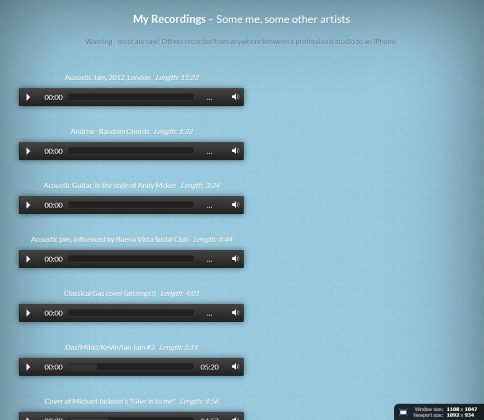 My Recordings – Some me, some other artists
Warning - most are raw! Others recorded from anywhere between a professional studio to an iPhone!
Acoustic Jam, 2012, London Length: 11:23
00:00 ...
Andrea - Random Chords Length: 1:33
00:00 ...
Acoustic Guitar, in the style of Andy Mckee Length: 3:24
00:00 ...
Acoustic jam, influenced by Buena Vista Social Club Length: 4:44
00:00 ...
Classical Gas cover (attempt!) Length: 4:01
00:00 ...
Daz/Milad/Kevin/Ian Jam #3 Length: 5:19
00:00 05:20
Cover of Michael Jackson's "Give in to me" Length: 4:56
Window size: 1108 x 1047
Viewport size: 1092 x 934